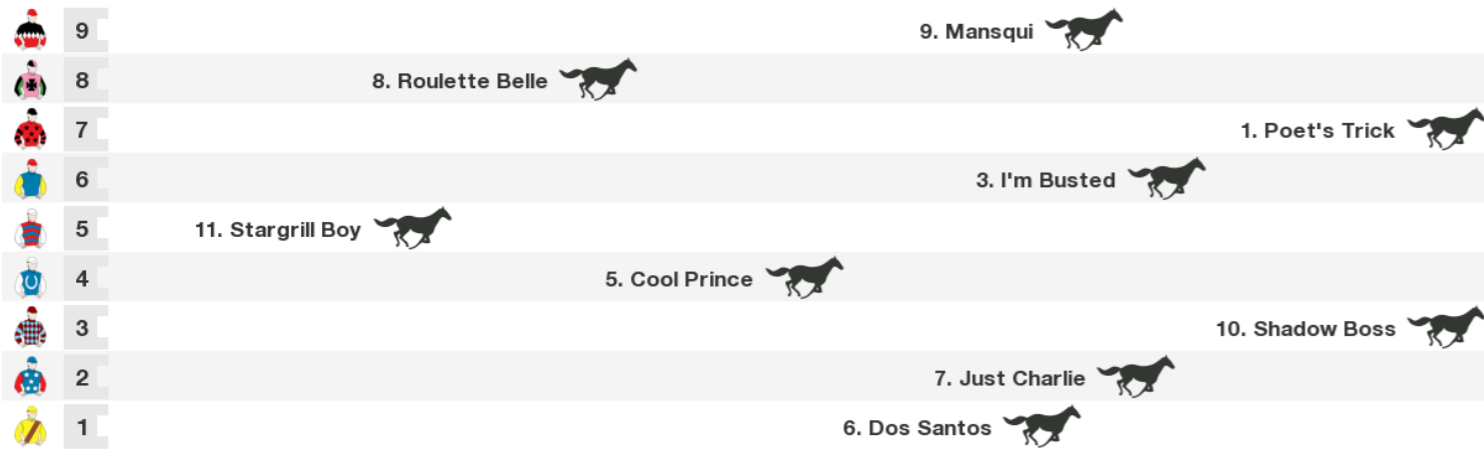 9 9. Mansqui
8 8. Roulette Belle
7 1. Poet's Trick
6 3. I'm Busted
5 11. Stargrill Boy
4 5. Cool Prince
3 10. Shadow Boss
2 7. Just Charlie
1 6. Dos Santos